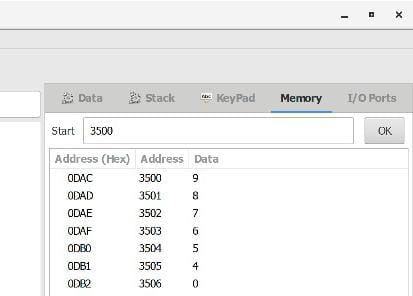 Data Stack KeyPad Memory I/O Ports
Start 3500 OK
Address (Hex) Address Data
0DAC 3500 9
0DAD 3501 8
0DAE 3502 7
0DAF 3503 6
0DB0 3504 5
0DB1 3505 4
0DB2 3506 0